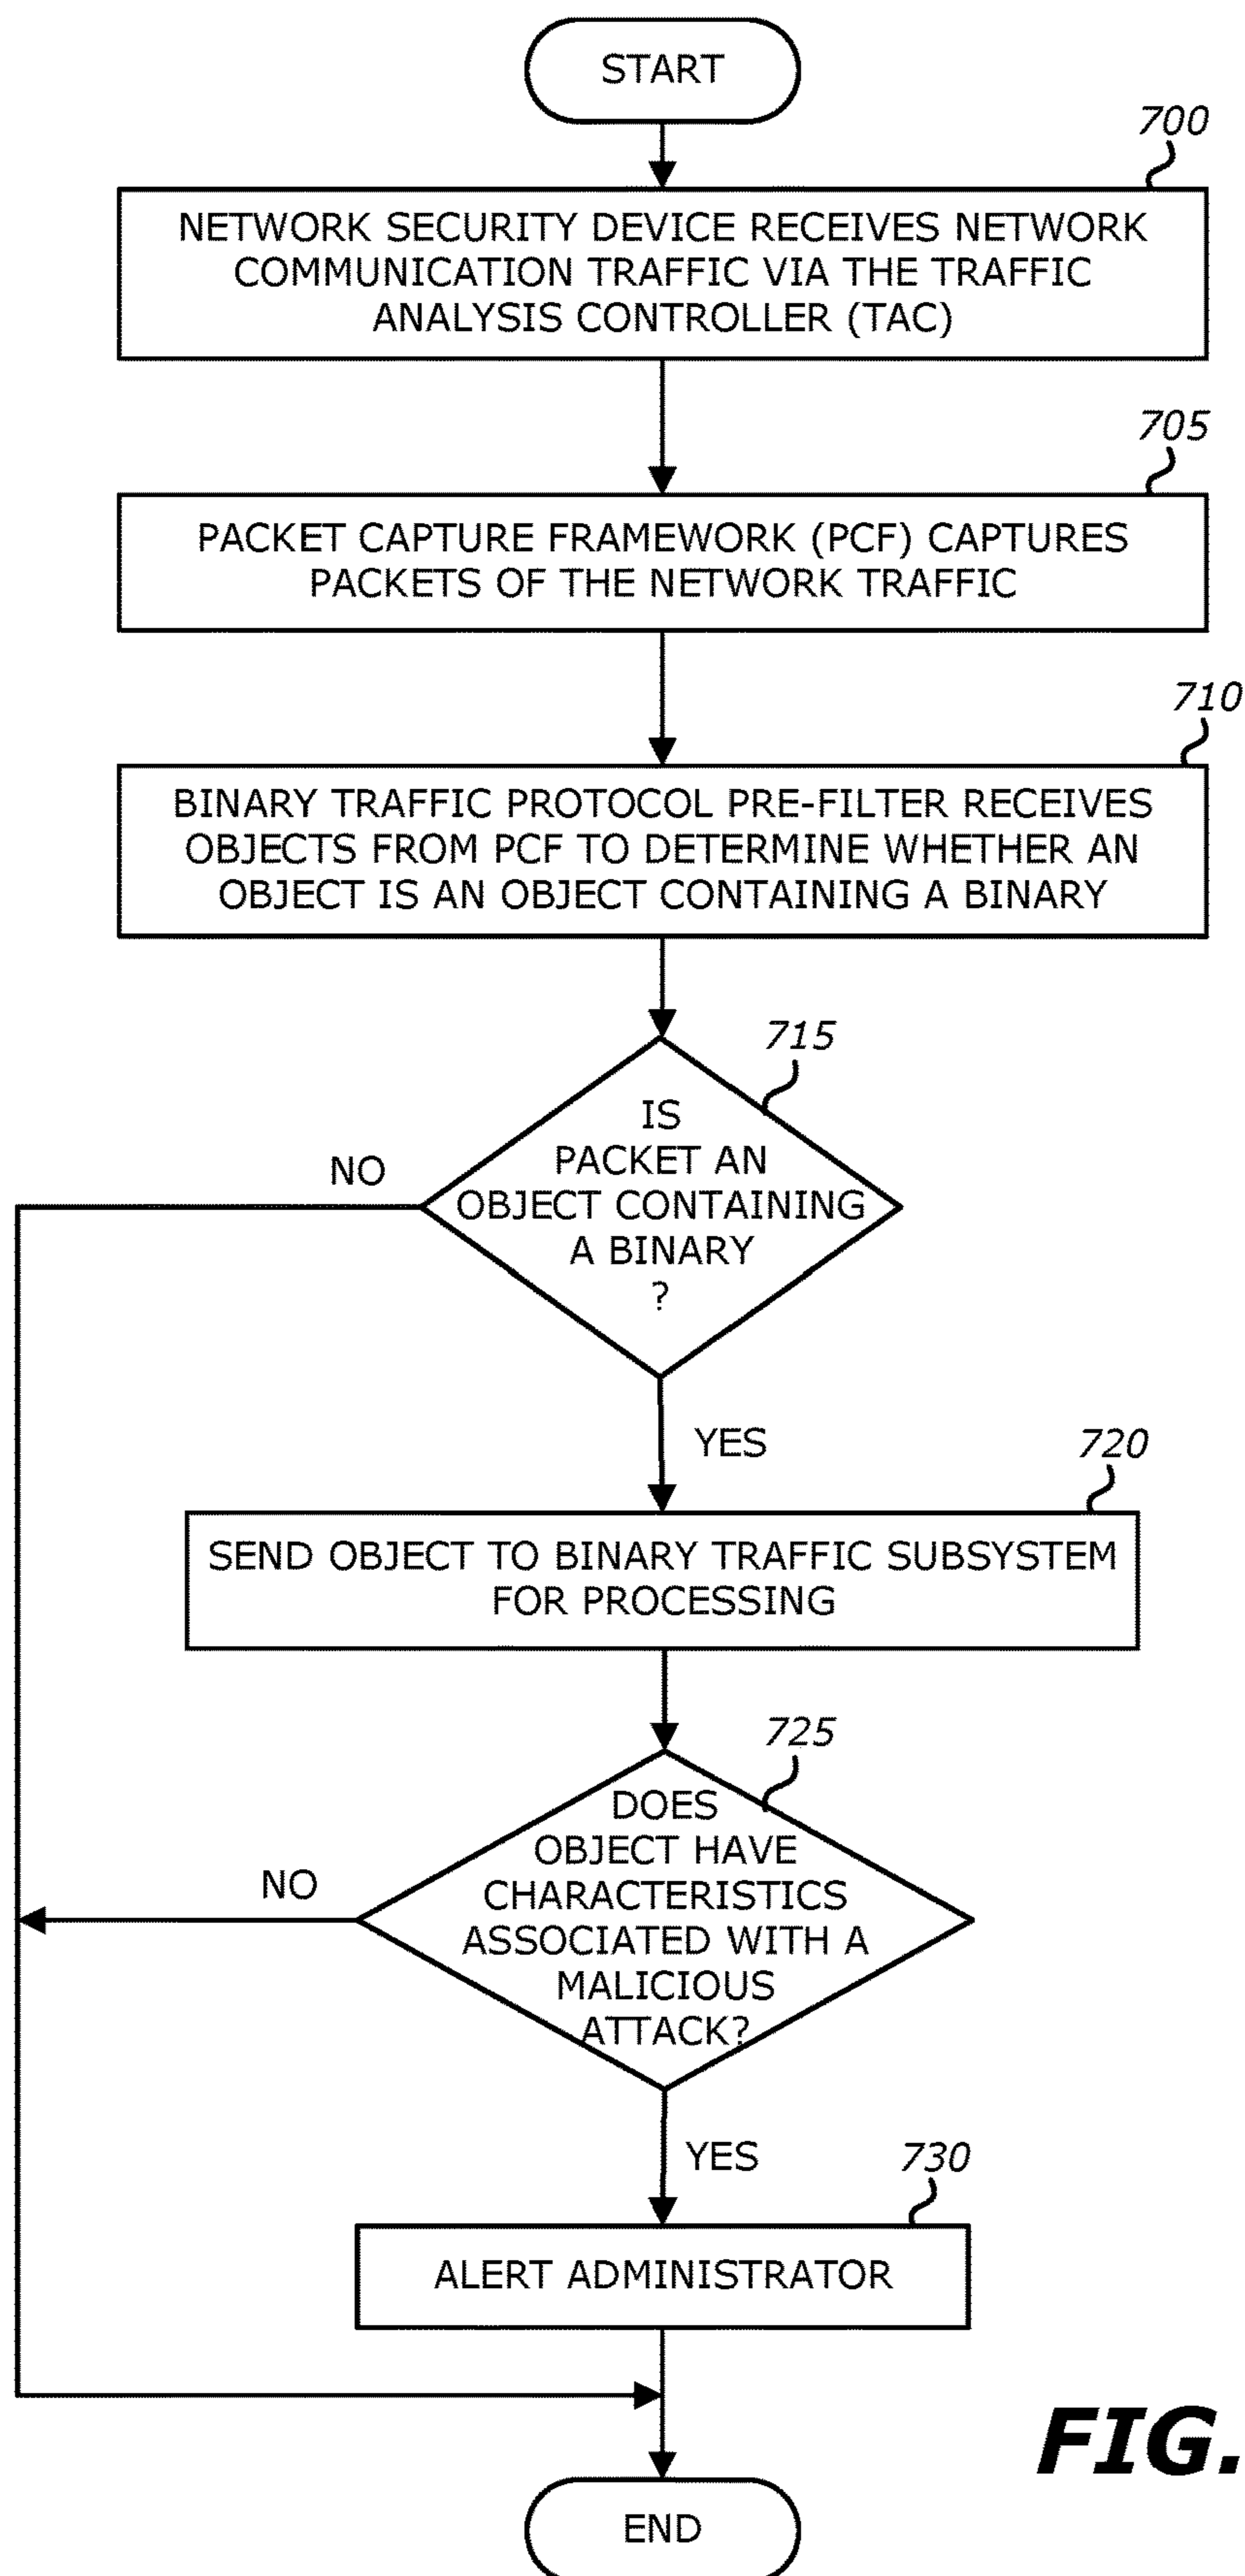 START
700
NETWORK SECURITY DEVICE RECEIVES NETWORK
COMMUNICATION TRAFFIC VIA THE TRAFFIC
ANALYSIS CONTROLLER (TAC)
705
PACKET CAPTURE FRAMEWORK (PCF) CAPTURES
PACKETS OF THE NETWORK TRAFFIC
710
BINARY TRAFFIC PROTOCOL PRE-FILTER RECEIVES
OBJECTS FROM PCF TO DETERMINE WHETHER AN
OBJECT IS AN OBJECT CONTAINING A BINARY
715
IS
PACKET AN
OBJECT CONTAINING
A BINARY
?
NO
YES
720
SEND OBJECT TO BINARY TRAFFIC SUBSYSTEM
FOR PROCESSING
725
DOES
OBJECT HAVE
CHARACTERISTICS
ASSOCIATED WITH A
MALICIOUS
ATTACK?
NO
YES
730
ALERT ADMINISTRATOR
FIG.
END